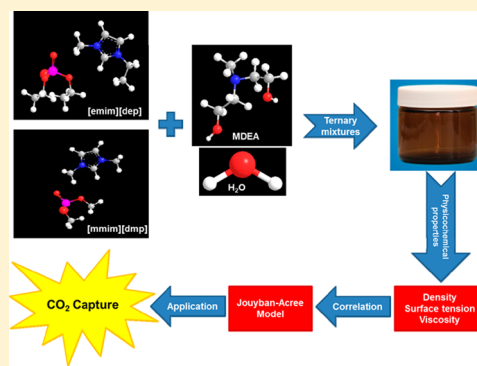 [emim][dep]
[mmim][dmp]
MDEA
H₂O
Ternary
mixtures
Physicochemical
properties
Density
Surface tension
Viscosity
Correlation
Jouyban-Acree
Model
Application
CO₂ Capture